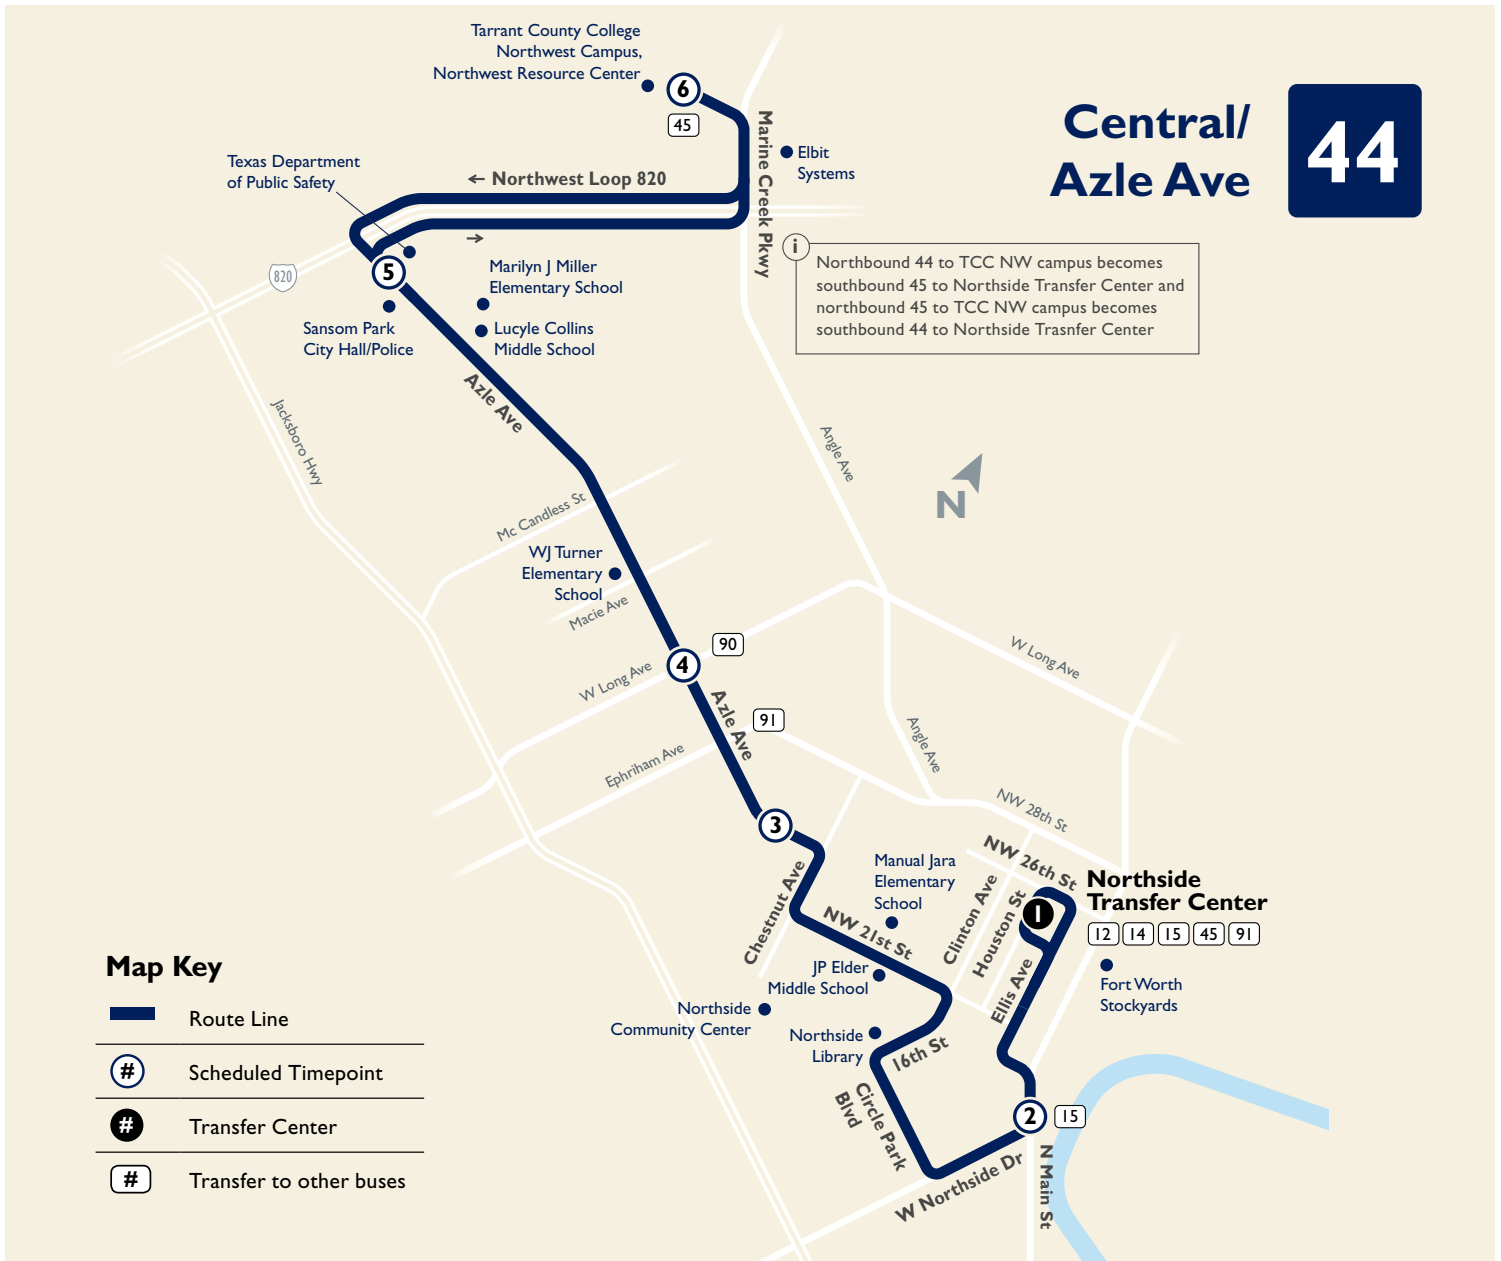 Tarrant County College
Northwest Campus,
Northwest Resource Center
6
45
Central/
Azle Ave
44
Marine Creek Pkwy
Elbit
Systems
Texas Department
of Public Safety
← Northwest Loop 820
→
i
Northbound 44 to TCC NW campus becomes
southbound 45 to Northside Transfer Center and
northbound 45 to TCC NW campus becomes
southbound 44 to Northside Trasnfer Center
820
5
Marilyn J Miller
Elementary School
Sansom Park
City Hall/Police
Lucyle Collins
Middle School
Azle Ave
Jacksboro Hwy
Angle Ave
N
Mc Candless St
WJ Turner
Elementary
School
Macie Ave
90
4
W Long Ave
W Long Ave
Azle Ave
91
Angle Ave
Ephriham Ave
NW 28th St
3
NW 26th St
Manual Jara
Elementary
School
Chestnut Ave
NW 21st St
Clinton Ave
Houston St
1
Northside
Transfer Center
12
14
15
45
91
JP Elder
Middle School
Ellis Ave
Fort Worth
Stockyards
Northside
Community Center
Northside
Library
16th St
Circle Park
Blvd
2
15
W Northside Dr
N Main St
Map Key
Route Line
# Scheduled Timepoint
# Transfer Center
# Transfer to other buses